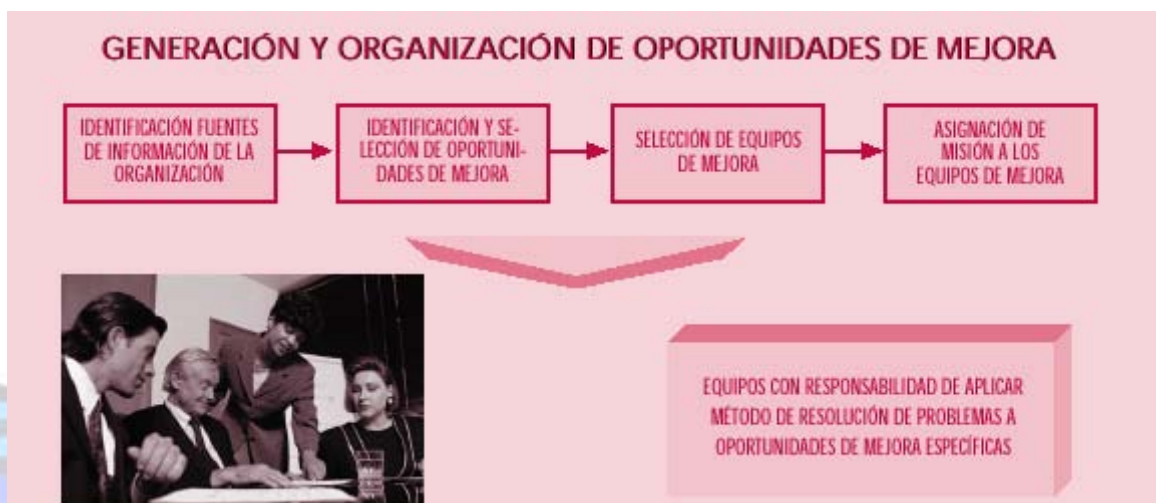 GENERACIÓN Y ORGANIZACIÓN DE OPORTUNIDADES DE MEJORA
IDENTIFICACIÓN FUENTES
DE INFORMACIÓN DE LA
ORGANIZACIÓN
IDENTIFICACIÓN Y SE-
LECCIÓN DE OPORTUNI-
DADES DE MEJORA
SELECCIÓN DE EQUIPOS
DE MEJORA
ASIGNACIÓN DE
MISIÓN A LOS
EQUIPOS DE MEJORA
EQUIPOS CON RESPONSABILIDAD DE APLICAR
MÉTODO DE RESOLUCIÓN DE PROBLEMAS A
OPORTUNIDADES DE MEJORA ESPECÍFICAS